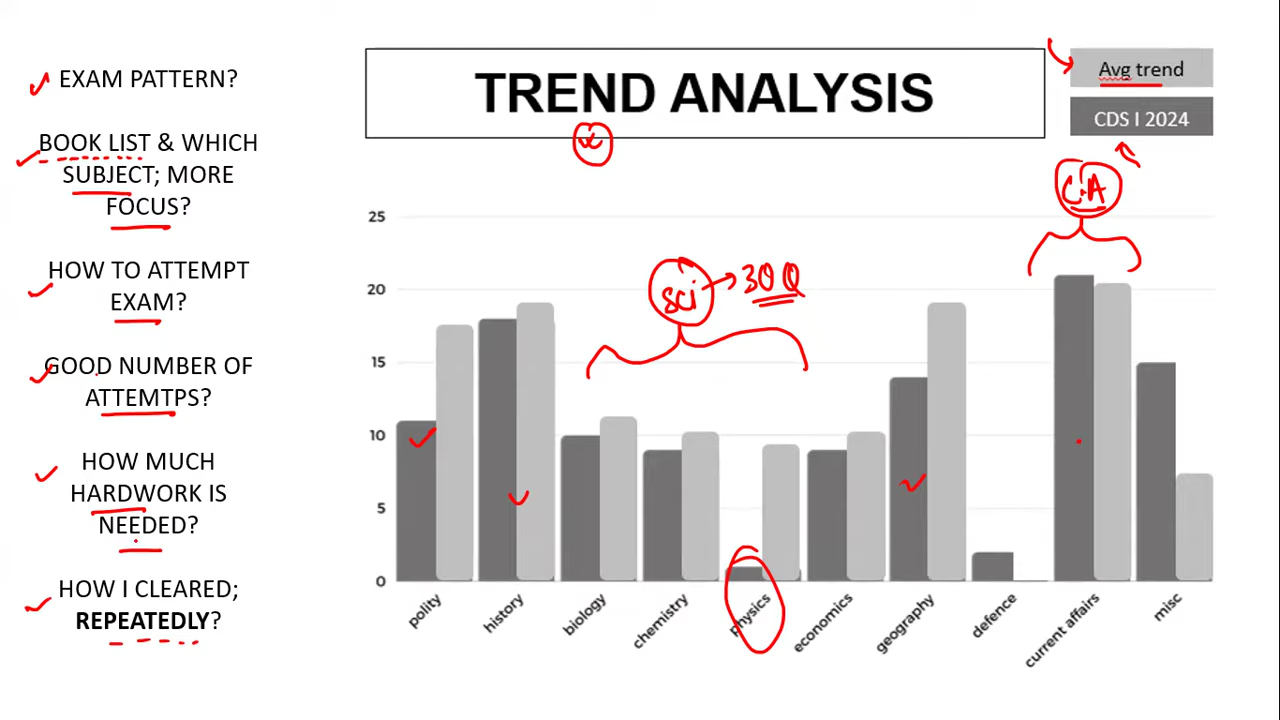 EXAM PATTERN?
BOOK LIST & WHICH
SUBJECT; MORE
FOCUS?
HOW TO ATTEMPT
EXAM?
GOOD NUMBER OF
ATTEMTPS?
HOW MUCH
HARDWORK IS
NEEDED?
HOW I CLEARED;
REPEATEDLY?
TREND ANALYSIS
Avg trend
CDS I 2024
C.A
Sci → 30 Q
25
20
15
10
5
0
polity
history
biology
chemistry
physics
economics
geography
defence
current affairs
misc